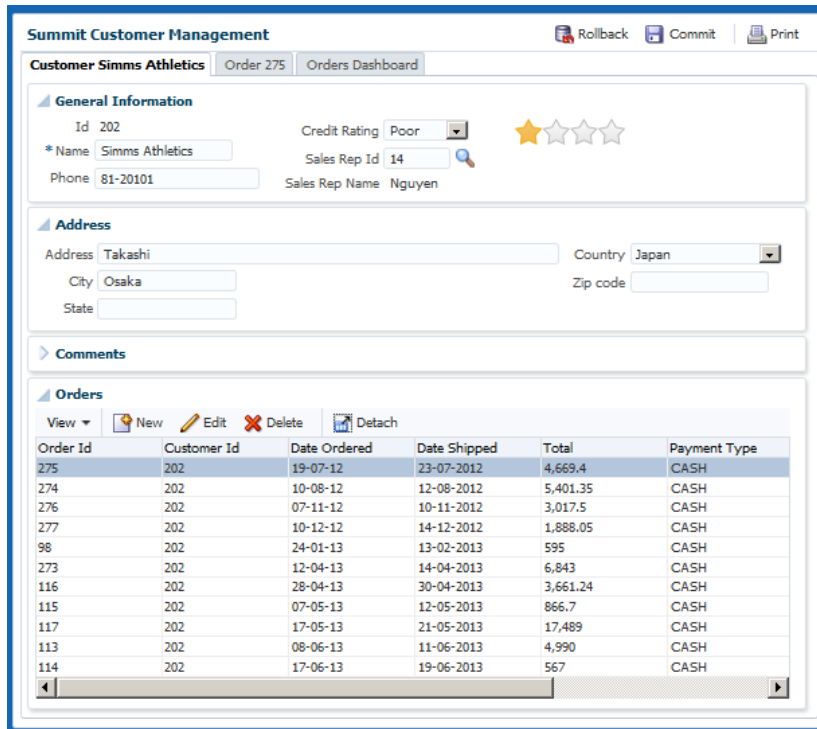 Summit Customer Management Rollback Commit Print
Customer Simms Athletics Order 275 Orders Dashboard
General Information
Id 202 Credit Rating Poor
* Name Simms Athletics Sales Rep Id 14
Phone 81-20101 Sales Rep Name Nguyen
Address
Address Takashi Country Japan
City Osaka Zip code
State
Comments
Orders
View New Edit Delete Detach
Order Id Customer Id Date Ordered Date Shipped Total Payment Type
275 202 19-07-12 23-07-2012 4,669.4 CASH
274 202 10-08-12 12-08-2012 5,401.35 CASH
276 202 07-11-12 10-11-2012 3,017.5 CASH
277 202 10-12-12 14-12-2012 1,888.05 CASH
98 202 24-01-13 13-02-2013 595 CASH
273 202 12-04-13 14-04-2013 6,843 CASH
116 202 28-04-13 30-04-2013 3,661.24 CASH
115 202 07-05-13 12-05-2013 866.7 CASH
117 202 17-05-13 21-05-2013 17,489 CASH
113 202 08-06-13 11-06-2013 4,990 CASH
114 202 17-06-13 19-06-2013 567 CASH